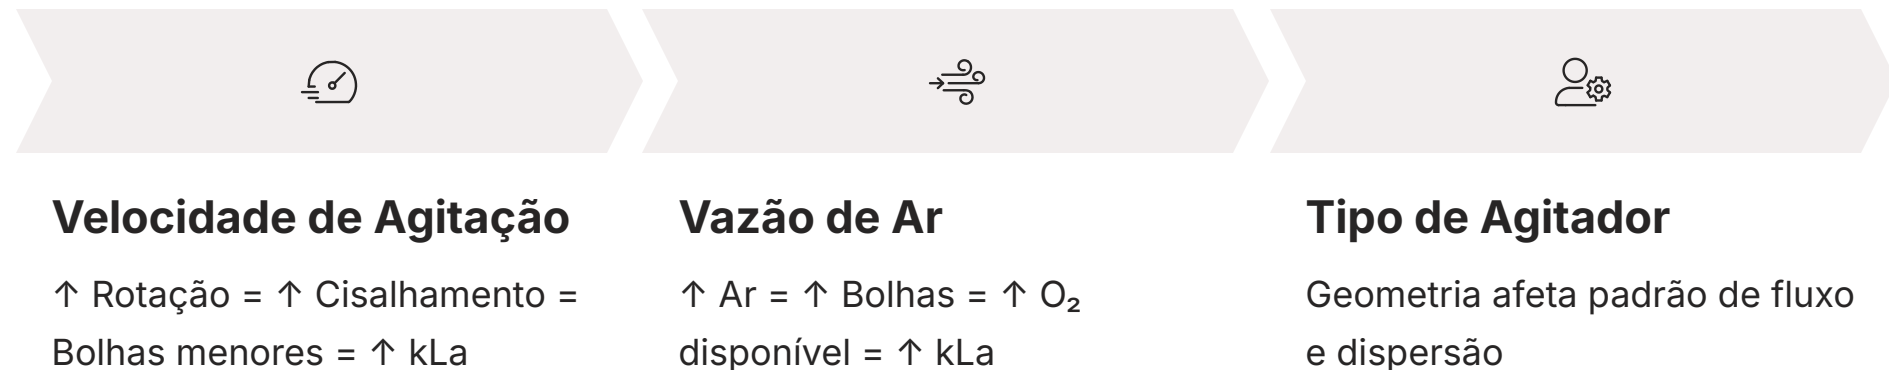 Velocidade de Agitação
↑ Rotação = ↑ Cisalhamento =
Bolhas menores = ↑ kLa
Vazão de Ar
↑ Ar = ↑ Bolhas = ↑ O₂
disponível = ↑ kLa
Tipo de Agitador
Geometria afeta padrão de fluxo
e dispersão